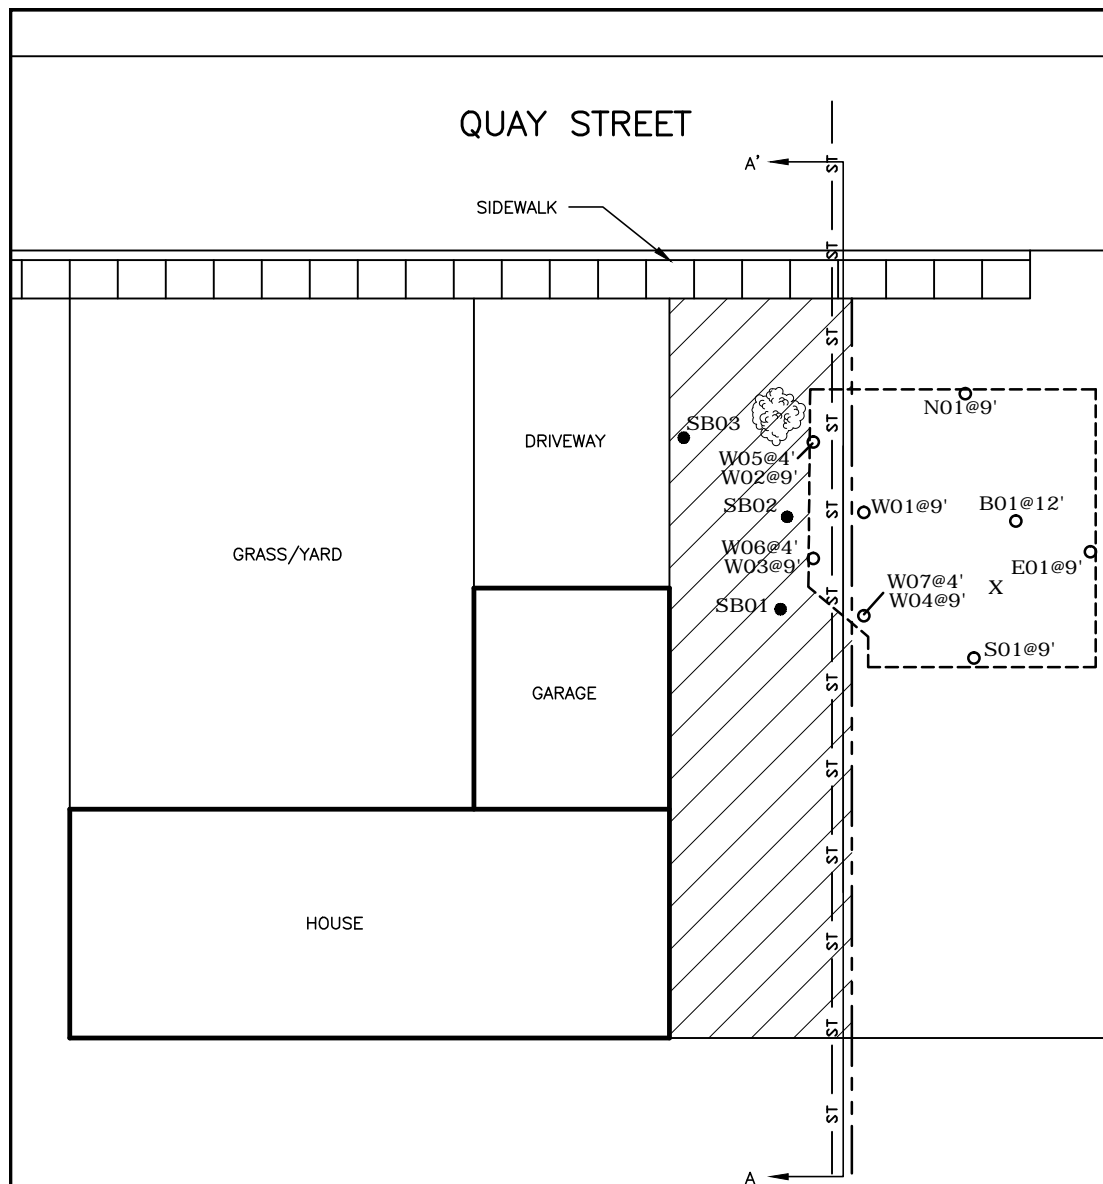 QUAY STREET
A'
ST
SIDEWALK
ST
ST
N01@9'
ST
SB03
DRIVEWAY
W05@4'
W02@9'
SB02
ST
W01@9'
B01@12'
GRASS/YARD
W06@4'
W03@9'
E01@9'
W07@4'
X
ST
W04@9'
SB01
S01@9'
ST
GARAGE
ST
ST
HOUSE
ST
ST
ST
A